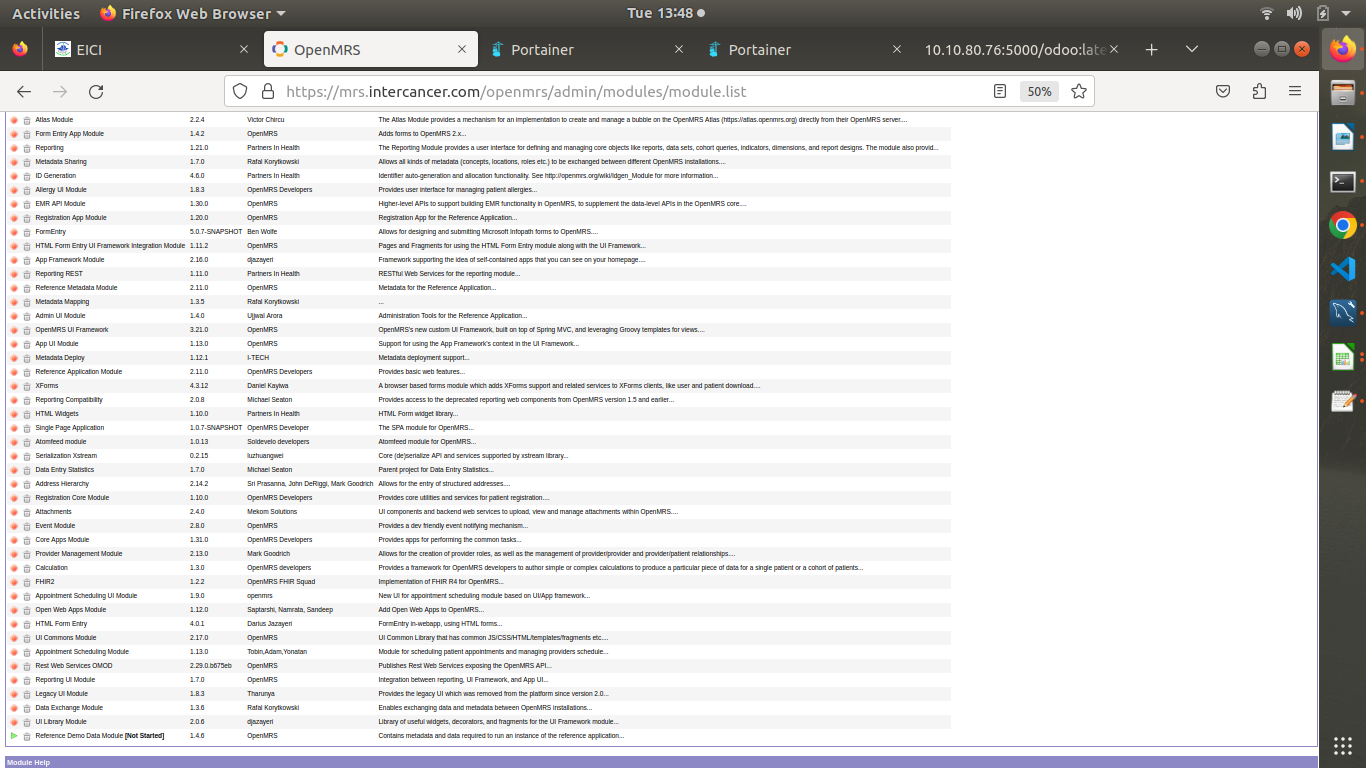 Activities Firefox Web Browser Tue 13:48
EICI OpenMRS Portainer Portainer 10.10.80.76:5000/odoo:late
https://mrs.intercancer.com/openmrs/admin/modules/module.list 50%
Atlas Module 2.2.4 Victor Chircu The Atlas Module provides a mechanism for an implementation to create and manage a bubble on the OpenMRS Atlas (https://atlas.openmrs.org) directly from their OpenMRS server....
Form Entry App Module 1.4.2 OpenMRS Adds forms to OpenMRS 2.x...
Reporting 1.21.0 Partners In Health The Reporting Module provides a user interface for defining and managing core objects like reports, data sets, cohort queries, indicators, dimensions, and report designs. The module also provid...
Metadata Sharing 1.7.0 Rafal Korytkowski Allows all kinds of metadata (concepts, locations, roles etc.) to be exchanged between different OpenMRS installations....
ID Generation 4.6.0 Partners In Health Identifier auto-generation and allocation functionality. See http://openmrs.org/wiki/Idgen_Module for more information...
Allergy UI Module 1.8.3 OpenMRS Developers Provides user interface for managing patient allergies...
EMR API Module 1.30.0 OpenMRS Higher-level APIs to support building EMR functionality in OpenMRS, to supplement the data-level APIs in the OpenMRS core....
Registration App Module 1.20.0 OpenMRS Registration App for the Reference Application...
FormEntry 5.0.7-SNAPSHOT Ben Wolfe Allows for designing and submitting Microsoft Infopath forms to OpenMRS....
HTML Form Entry UI Framework Integration Module 1.11.2 OpenMRS Pages and Fragments for using the HTML Form Entry module along with the UI Framework...
App Framework Module 2.16.0 djazayeri Framework supporting the idea of self-contained apps that you can see on your homepage....
Reporting REST 1.11.0 Partners In Health RESTful Web Services for the reporting module...
Reference Metadata Module 2.11.0 OpenMRS Metadata for the Reference Application...
Metadata Mapping 1.3.5 Rafal Korytkowski ...
Admin UI Module 1.4.0 Ujjwal Arora Administration Tools for the Reference Application...
OpenMRS UI Framework 3.21.0 OpenMRS OpenMRS's new custom UI Framework, built on top of Spring MVC, and leveraging Groovy templates for views....
App UI Module 1.13.0 OpenMRS Support for using the App Framework's context in the UI Framework...
Metadata Deploy 1.12.1 I-TECH Metadata deployment support...
Reference Application Module 2.11.0 OpenMRS Developers Provides basic web features...
XForms 4.3.12 Daniel Kayiwa A browser based forms module which adds XForms support and related services to XForms clients, like user and patient download....
Reporting Compatibility 2.0.8 Michael Seaton Provides access to the deprecated reporting web components from OpenMRS version 1.5 and earlier...
HTML Widgets 1.10.0 Partners In Health HTML Form widget library...
Single Page Application 1.0.7-SNAPSHOT OpenMRS Developer The SPA module for OpenMRS...
Atomfeed module 1.0.13 Soldevelo developers Atomfeed module for OpenMRS...
Serialization Xstream 0.2.15 luzhuangwei Core (de)serialize API and services supported by xstream library...
Data Entry Statistics 1.7.0 Michael Seaton Parent project for Data Entry Statistics...
Address Hierarchy 2.14.2 Sri Prasanna, John DeRiggi, Mark Goodrich Allows for the entry of structured addresses....
Registration Core Module 1.10.0 OpenMRS Developers Provides core utilities and services for patient registration....
Attachments 2.4.0 Mekom Solutions UI components and backend web services to upload, view and manage attachments within OpenMRS....
Event Module 2.8.0 OpenMRS Provides a dev friendly event notifying mechanism...
Core Apps Module 1.31.0 OpenMRS Developers Provides apps for performing the common tasks...
Provider Management Module 2.13.0 Mark Goodrich Allows for the creation of provider roles, as well as the management of provider/provider and provider/patient relationships....
Calculation 1.3.0 OpenMRS developers Provides a framework for OpenMRS developers to author simple or complex calculations to produce a particular piece of data for a single patient or a cohort of patients...
FHIR2 1.2.2 OpenMRS FHIR Squad Implementation of FHIR R4 for OpenMRS...
Appointment Scheduling UI Module 1.9.0 openmrs New UI for appointment scheduling module based on UI/App framework...
Open Web Apps Module 1.12.0 Saptarshi, Namrata, Sandeep Add Open Web Apps to OpenMRS...
HTML Form Entry 4.0.1 Darius Jazayeri FormEntry in-webapp, using HTML forms...
UI Commons Module 2.17.0 OpenMRS UI Common Library that has common JS/CSS/HTML/templates/fragments etc....
Appointment Scheduling Module 1.13.0 Tobin,Adam,Yonatan Module for scheduling patient appointments and managing providers schedule...
Rest Web Services OMOD 2.29.0.b675eb OpenMRS Publishes Rest Web Services exposing the OpenMRS API...
Reporting UI Module 1.7.0 OpenMRS Integration between reporting, UI Framework, and App UI...
Legacy UI Module 1.8.3 Tharunya Provides the legacy UI which was removed from the platform since version 2.0...
Data Exchange Module 1.3.6 Rafal Korytkowski Enables exchanging data and metadata between OpenMRS installations...
UI Library Module 2.0.6 djazayeri Library of useful widgets, decorators, and fragments for the UI Framework module...
Reference Demo Data Module [Not Started] 1.4.6 OpenMRS Contains metadata and data required to run an instance of the reference application...
Module Help